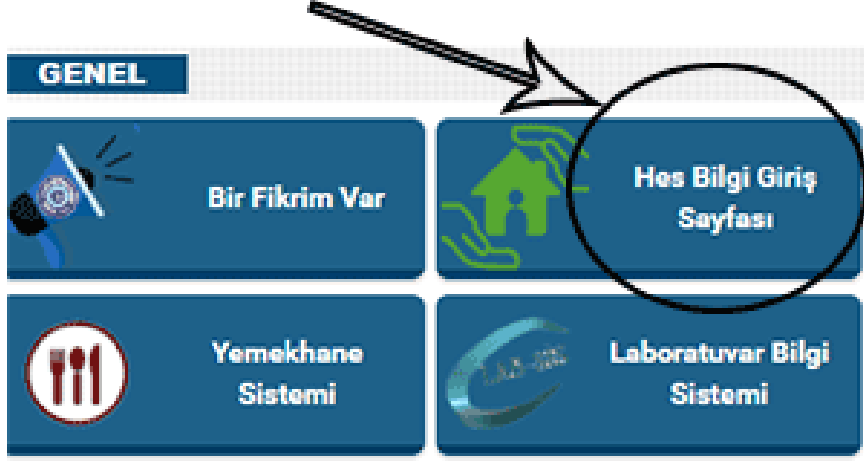 GENEL
Bir Fikrim Var
Hes Bilgi Giriş
Sayfası
Yemekhane
Sistemi
Laboratuvar Bilgi
Sistemi